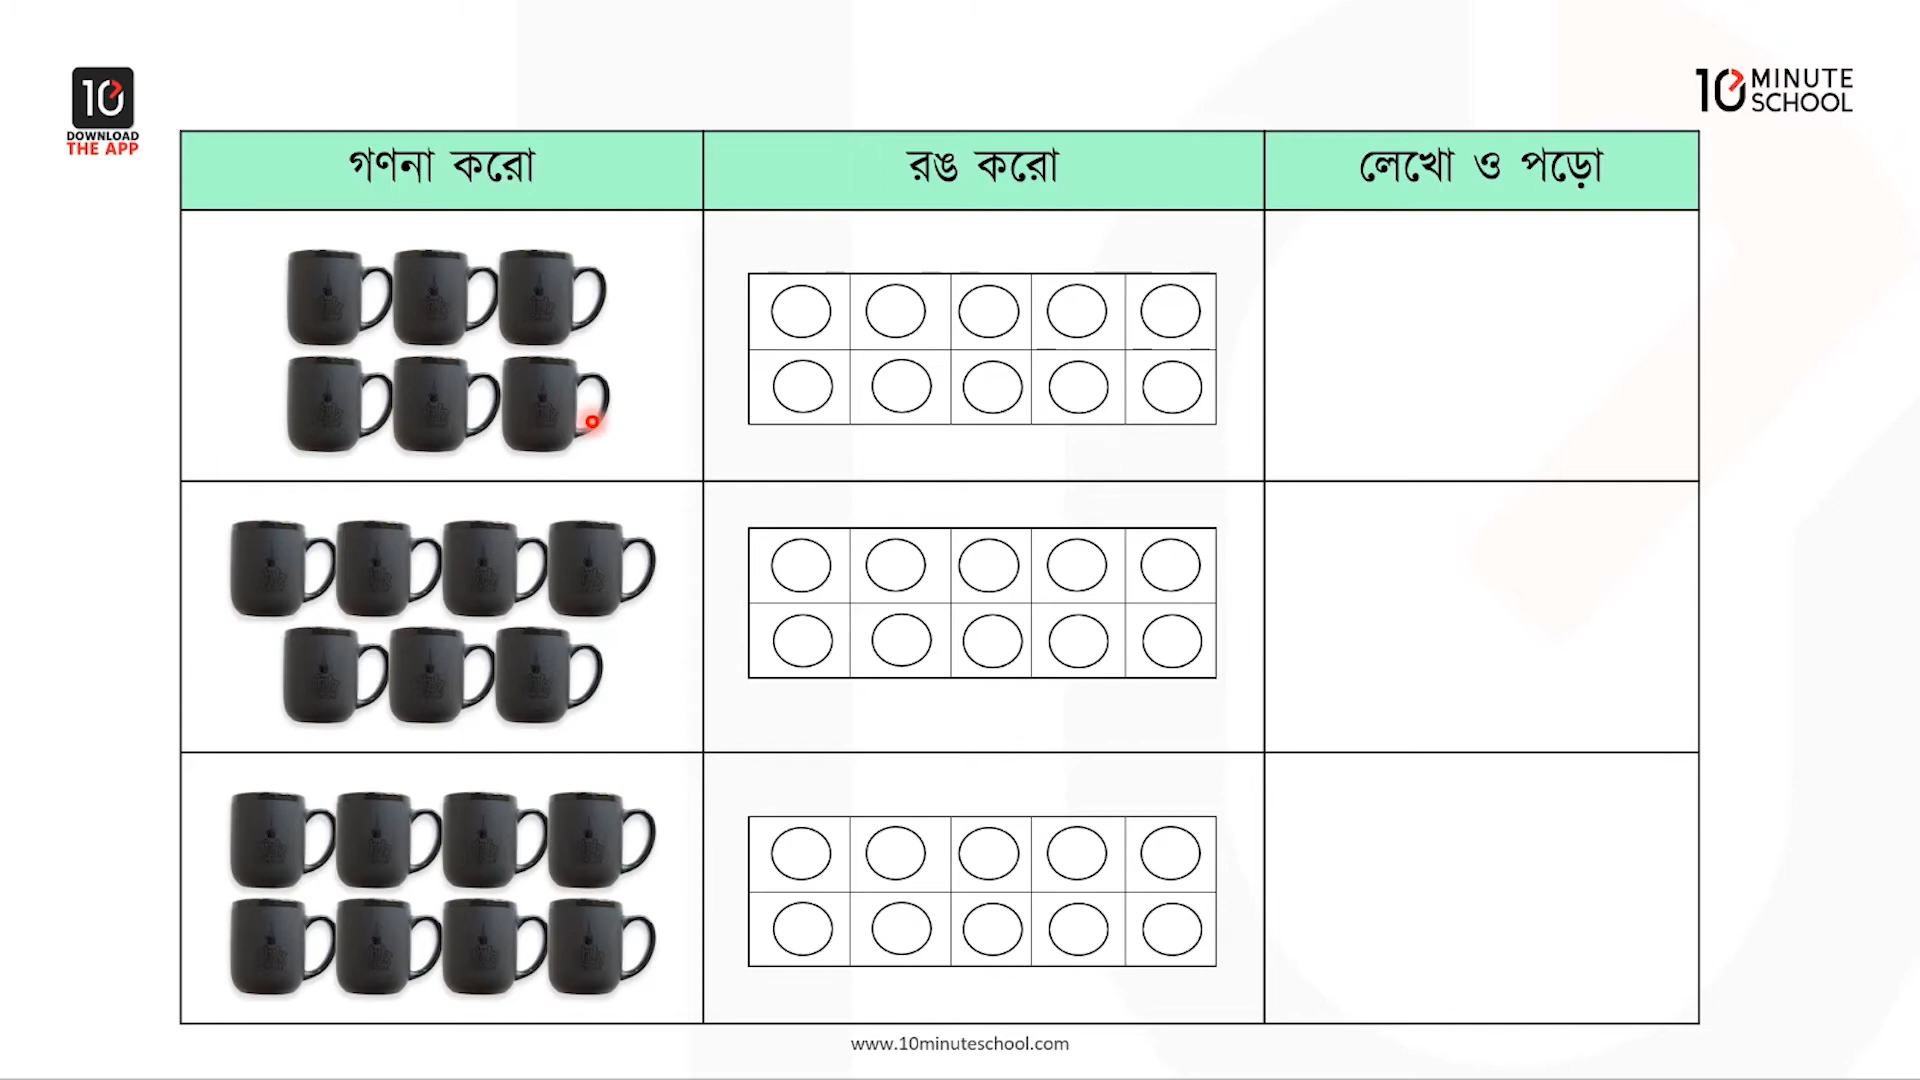 10
DOWNLOAD
THE APP
10 MINUTE
SCHOOL
গণনা করো
রঙ করো
লেখো ও পড়ো
www.10minuteschool.com